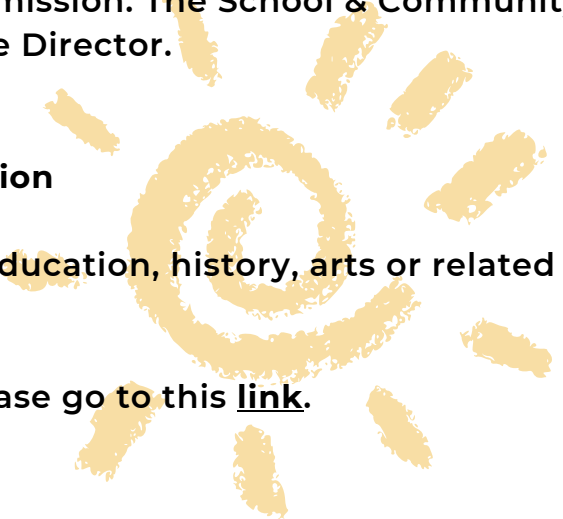 mission. The School & Communit
e Director.
ion
ducation, history, arts or related
ase go to this link.